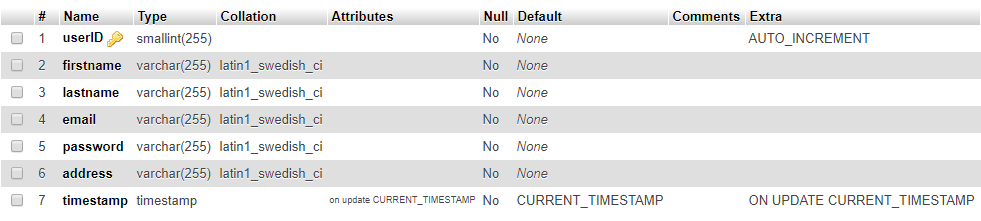 # Name Type Collation Attributes Null Default Comments Extra
1 userID smallint(255) No None AUTO_INCREMENT
2 firstname varchar(255) latin1_swedish_ci No None
3 lastname varchar(255) latin1_swedish_ci No None
4 email varchar(255) latin1_swedish_ci No None
5 password varchar(255) latin1_swedish_ci No None
6 address varchar(255) latin1_swedish_ci No None
7 timestamp timestamp on update CURRENT_TIMESTAMP No CURRENT_TIMESTAMP ON UPDATE CURRENT_TIMESTAMP